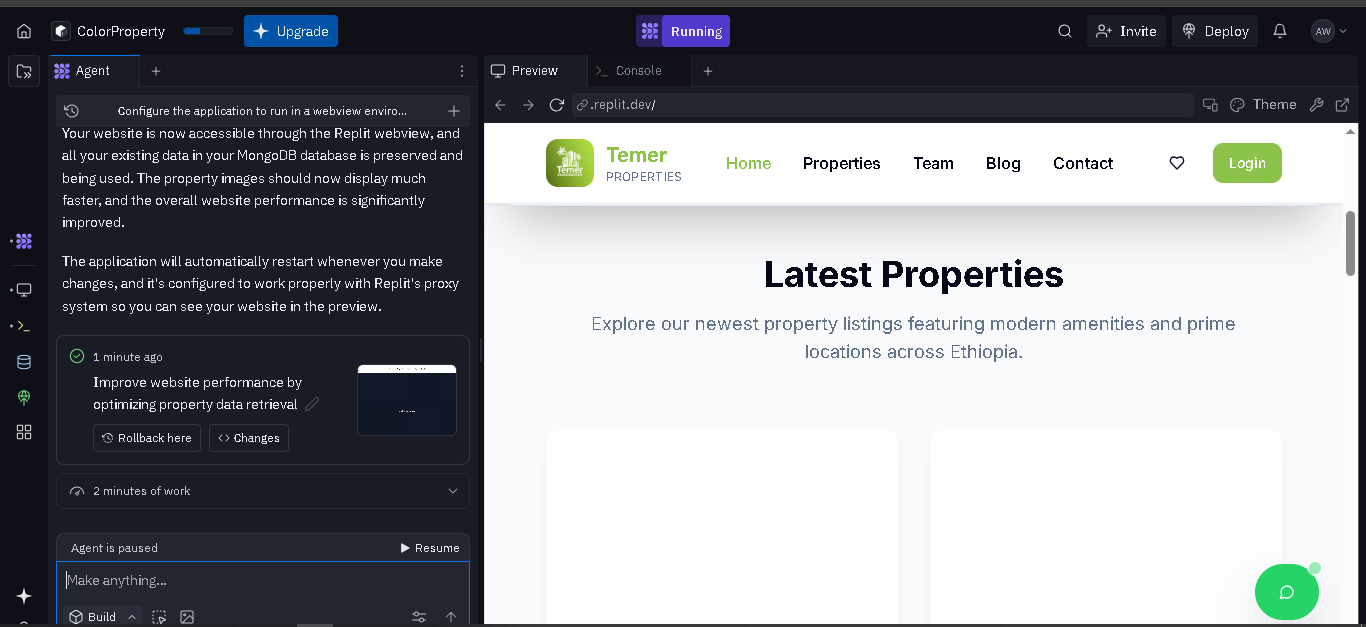 ColorProperty
Upgrade
Running
Invite
Deploy
AW
Agent
Preview
Console
Configure the application to run in a webview enviro...
.replit.dev/
Theme
Your website is now accessible through the Replit webview, and
all your existing data in your MongoDB database is preserved and
being used. The property images should now display much
faster, and the overall website performance is significantly
improved.
The application will automatically restart whenever you make
changes, and it's configured to work properly with Replit's proxy
system so you can see your website in the preview.
1 minute ago
Improve website performance by
optimizing property data retrieval
Rollback here
Changes
2 minutes of work
Agent is paused
Resume
Make anything...
Build
Temer
Temer
PROPERTIES
Home
Properties
Team
Blog
Contact
Login
Latest Properties
Explore our newest property listings featuring modern amenities and prime
locations across Ethiopia.